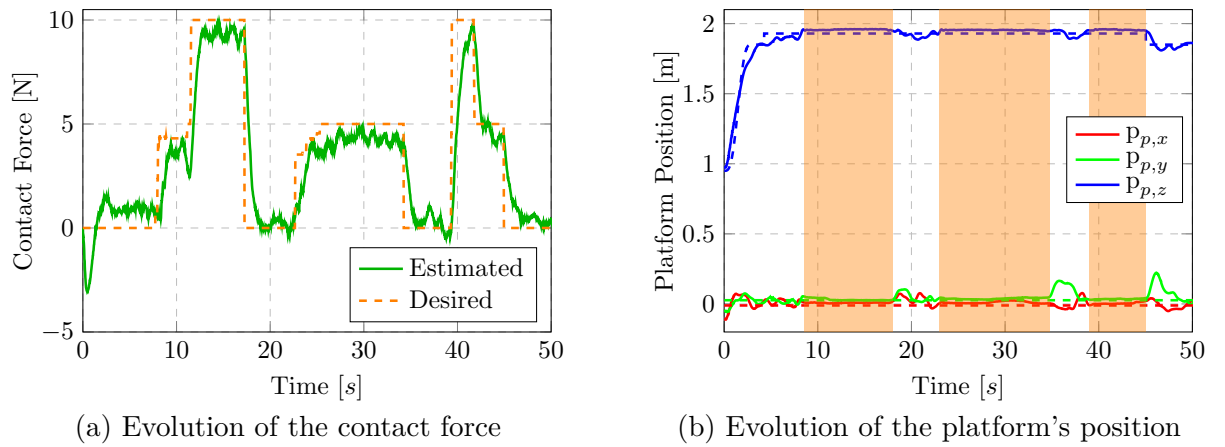 10
5
0
−5
0
10
20
30
40
50
Contact Force [N]
Time [s]
Estimated
Desired
(a) Evolution of the contact force
2
1.5
1
0.5
0
0
10
20
30
40
50
Platform Position [m]
Time [s]
p_{p,x}
p_{p,y}
p_{p,z}
(b) Evolution of the platform's position